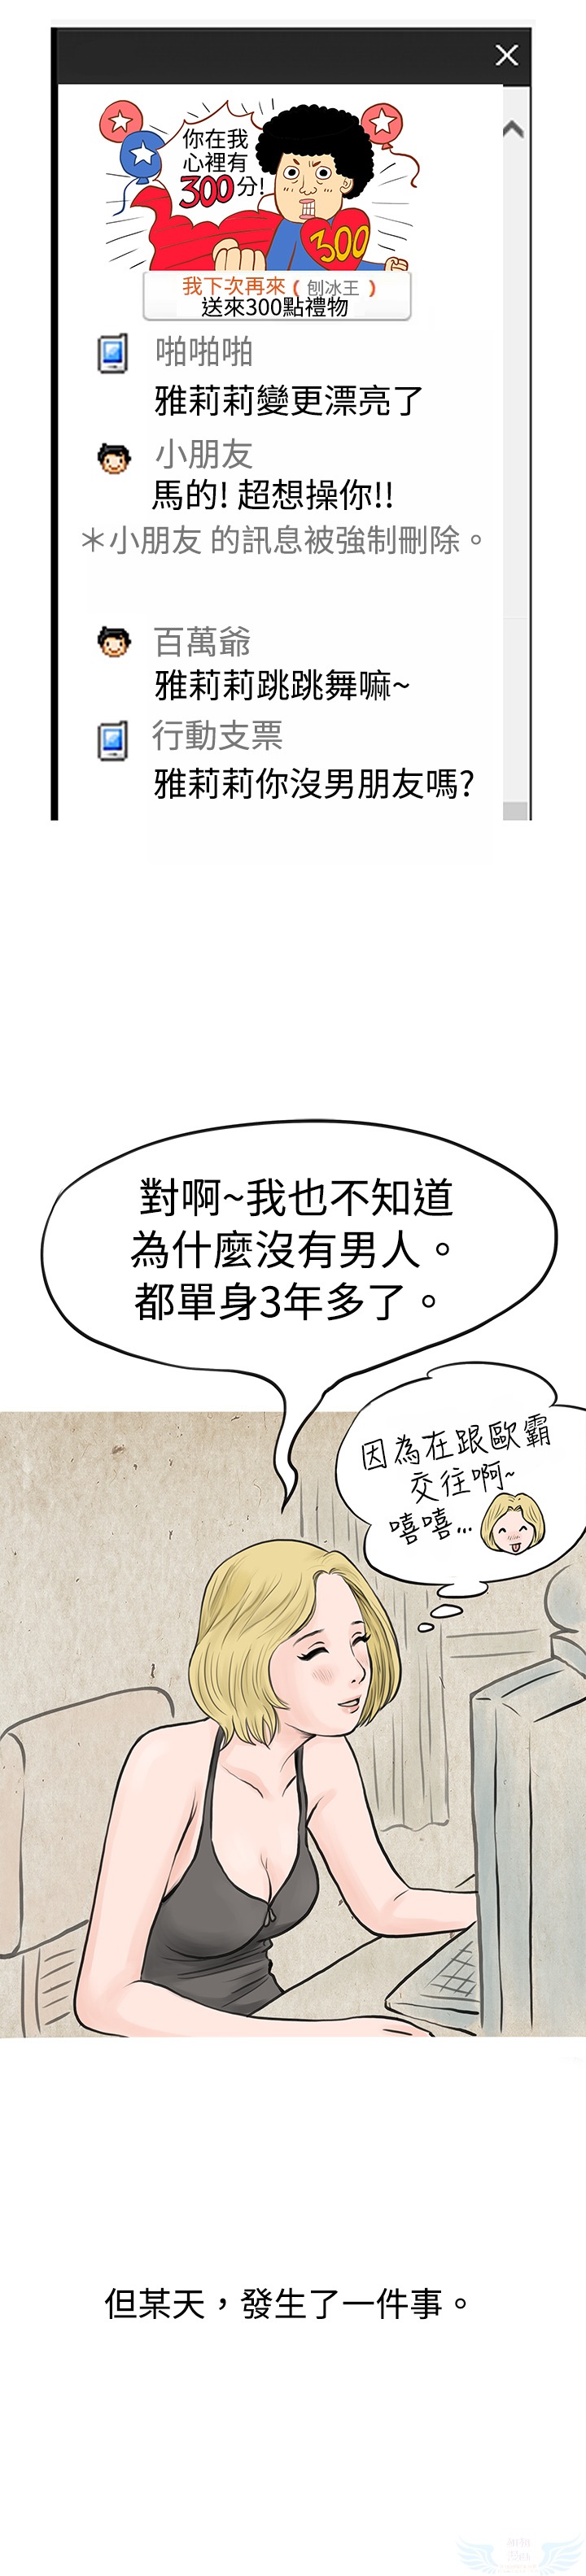 你在我
心裡有
300分!
300
我下次再來 ( 刨冰王 )
送來300點禮物
啪啪啪
雅莉莉變更漂亮了
小朋友
馬的! 超想操你!!
＊小朋友 的訊息被強制刪除。
百萬爺
雅莉莉跳跳舞嘛~
行動支票
雅莉莉你沒男朋友嗎?
對啊~我也不知道
為什麼沒有男人。
都單身3年多了。
因為在跟歐霸
交往啊~
嘻嘻...
但某天，發生了一件事。